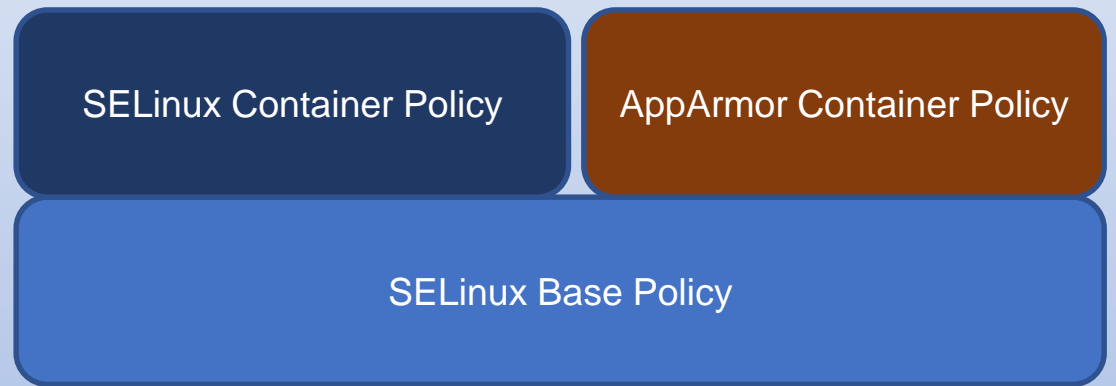 SELinux Container Policy
AppArmor Container Policy
SELinux Base Policy